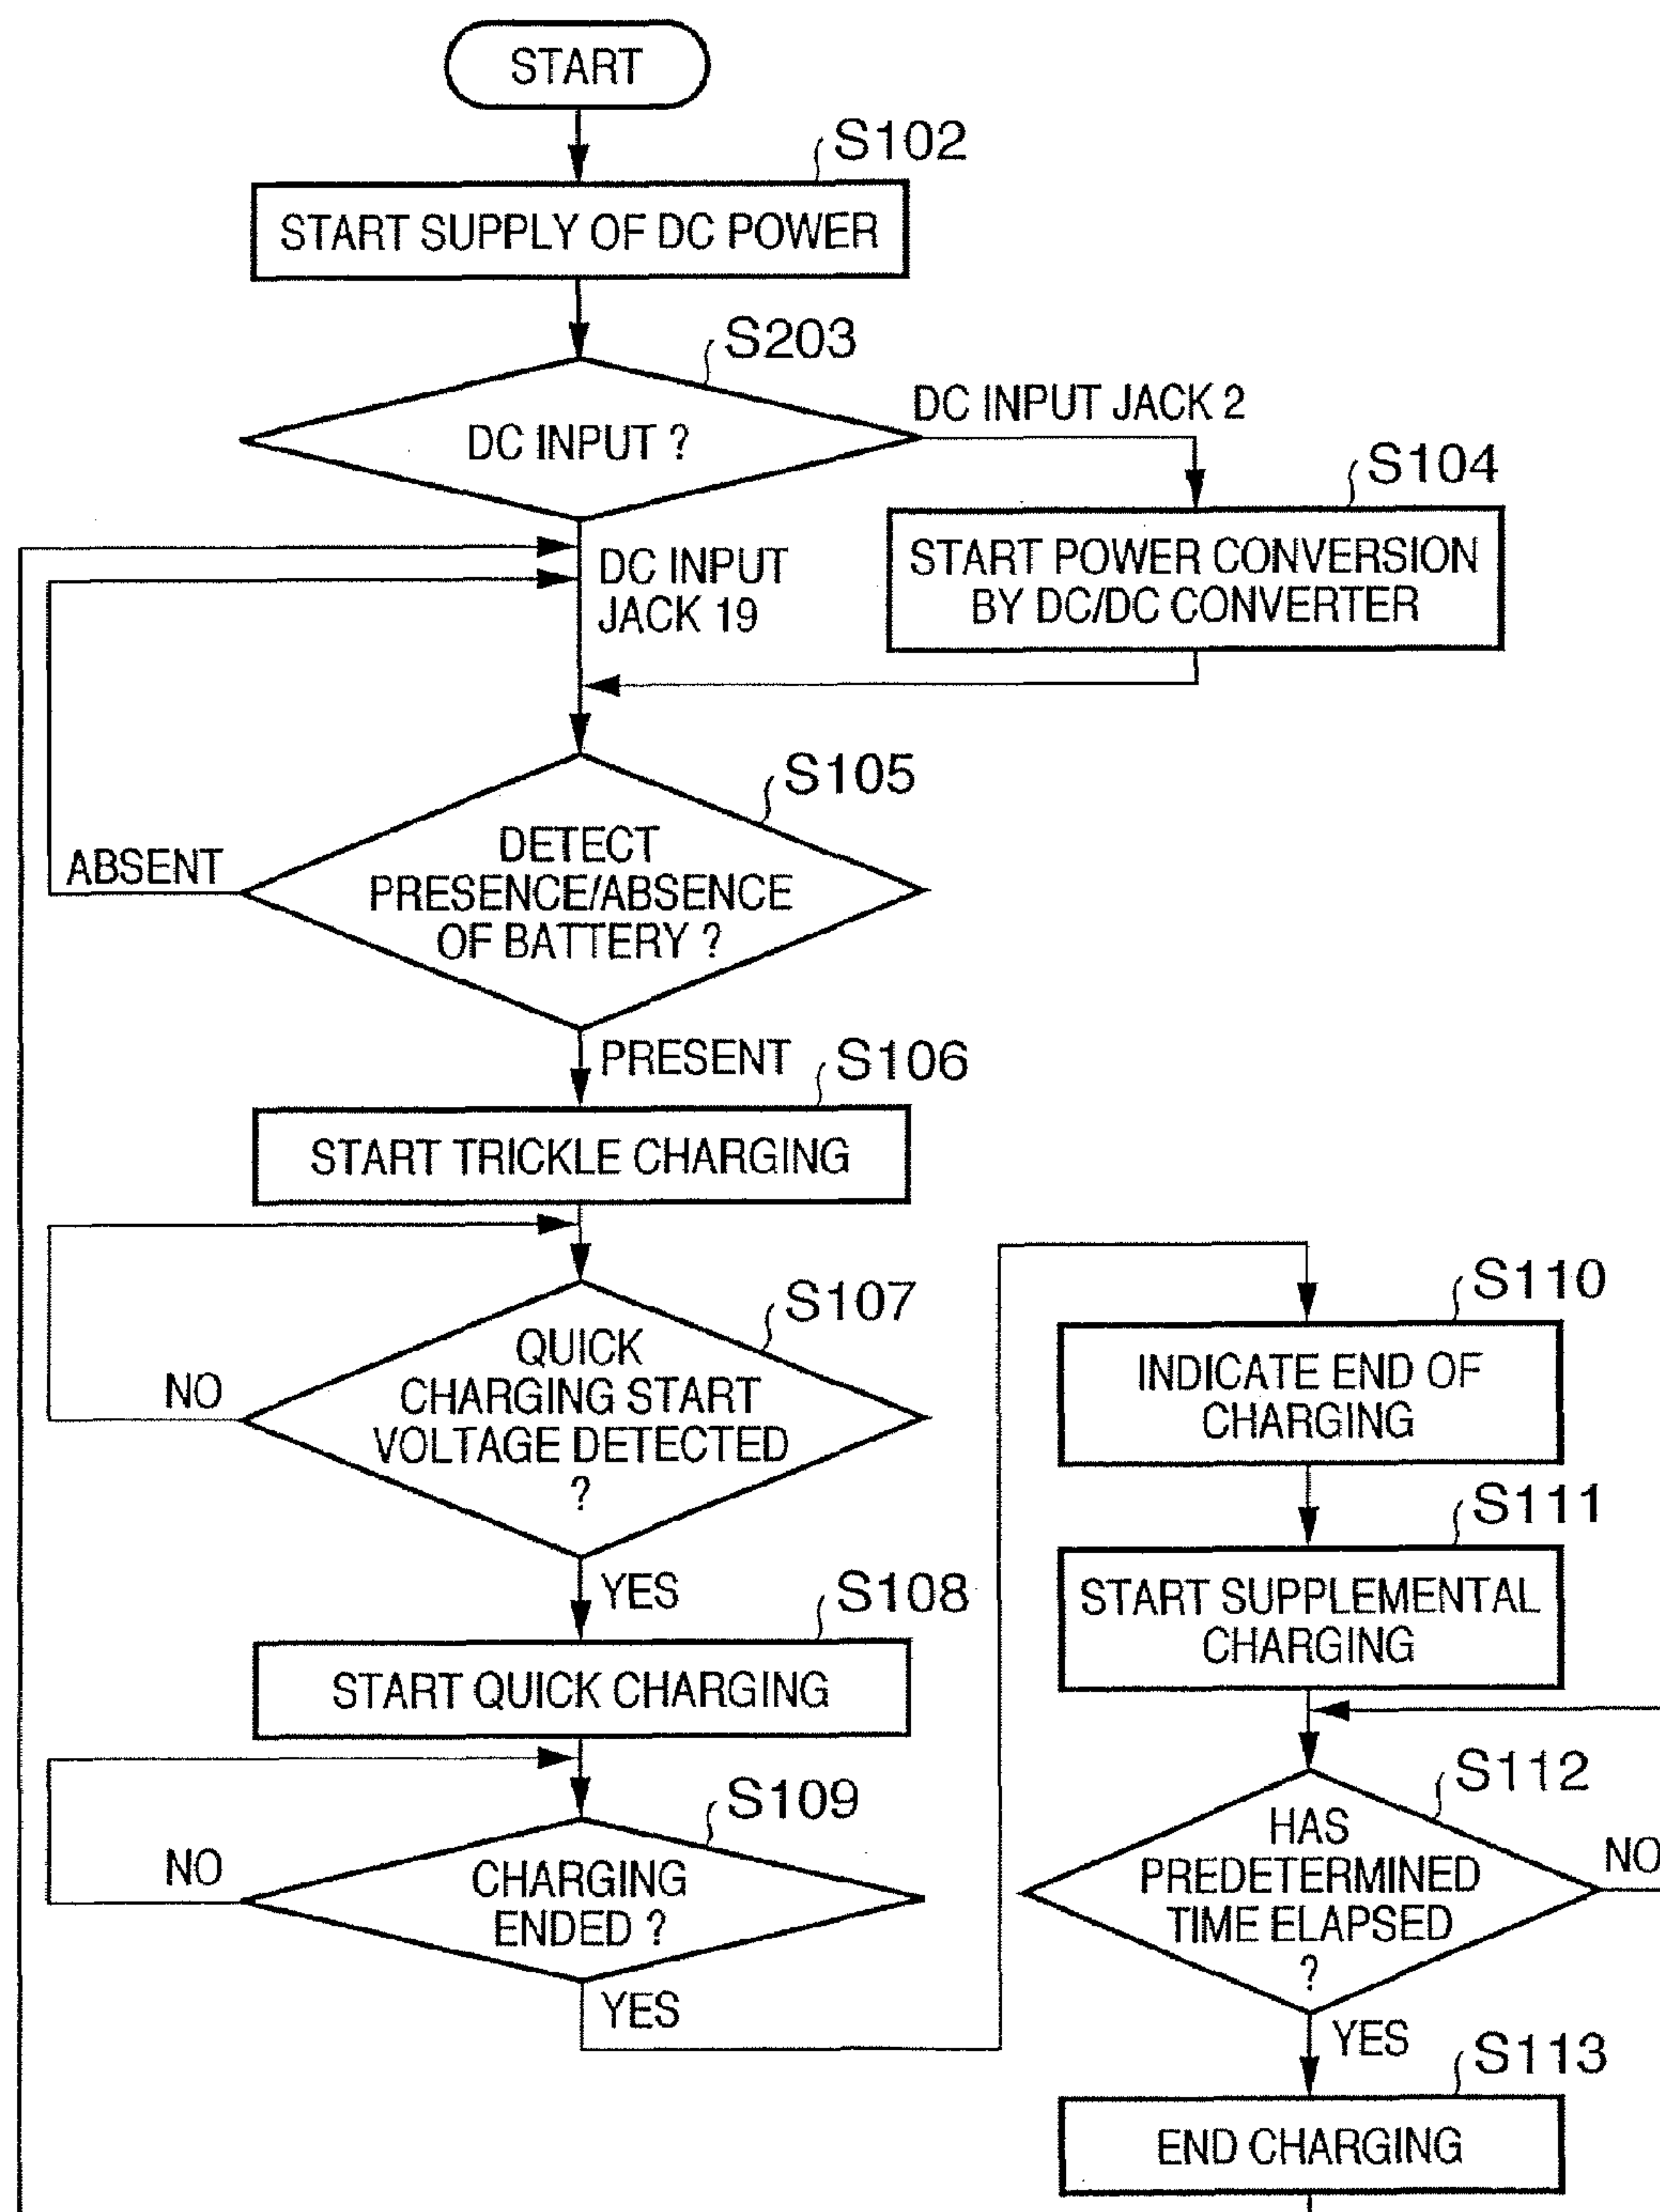 START
S102
START SUPPLY OF DC POWER
S203
DC INPUT ?
DC INPUT JACK 2
S104
START POWER CONVERSION
BY DC/DC CONVERTER
DC INPUT
JACK 19
S105
DETECT
PRESENCE/ABSENCE
OF BATTERY ?
ABSENT
PRESENT
S106
START TRICKLE CHARGING
S107
QUICK
CHARGING START
VOLTAGE DETECTED
?
NO
YES
S108
START QUICK CHARGING
S109
CHARGING
ENDED ?
NO
YES
S110
INDICATE END OF
CHARGING
S111
START SUPPLEMENTAL
CHARGING
S112
HAS
PREDETERMINED
TIME ELAPSED
?
NO
YES
S113
END CHARGING